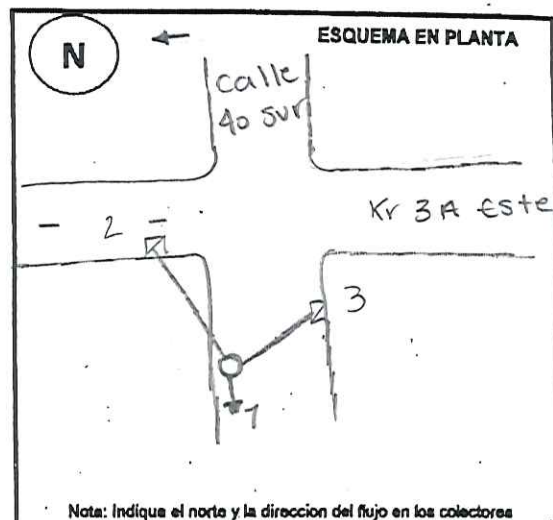 N
ESQUEMA EN PLANTA
calle
40 sur
Kr 3 A Este
2
3
1
Nota: Indique el norte y la direccion del flujo en los colectores